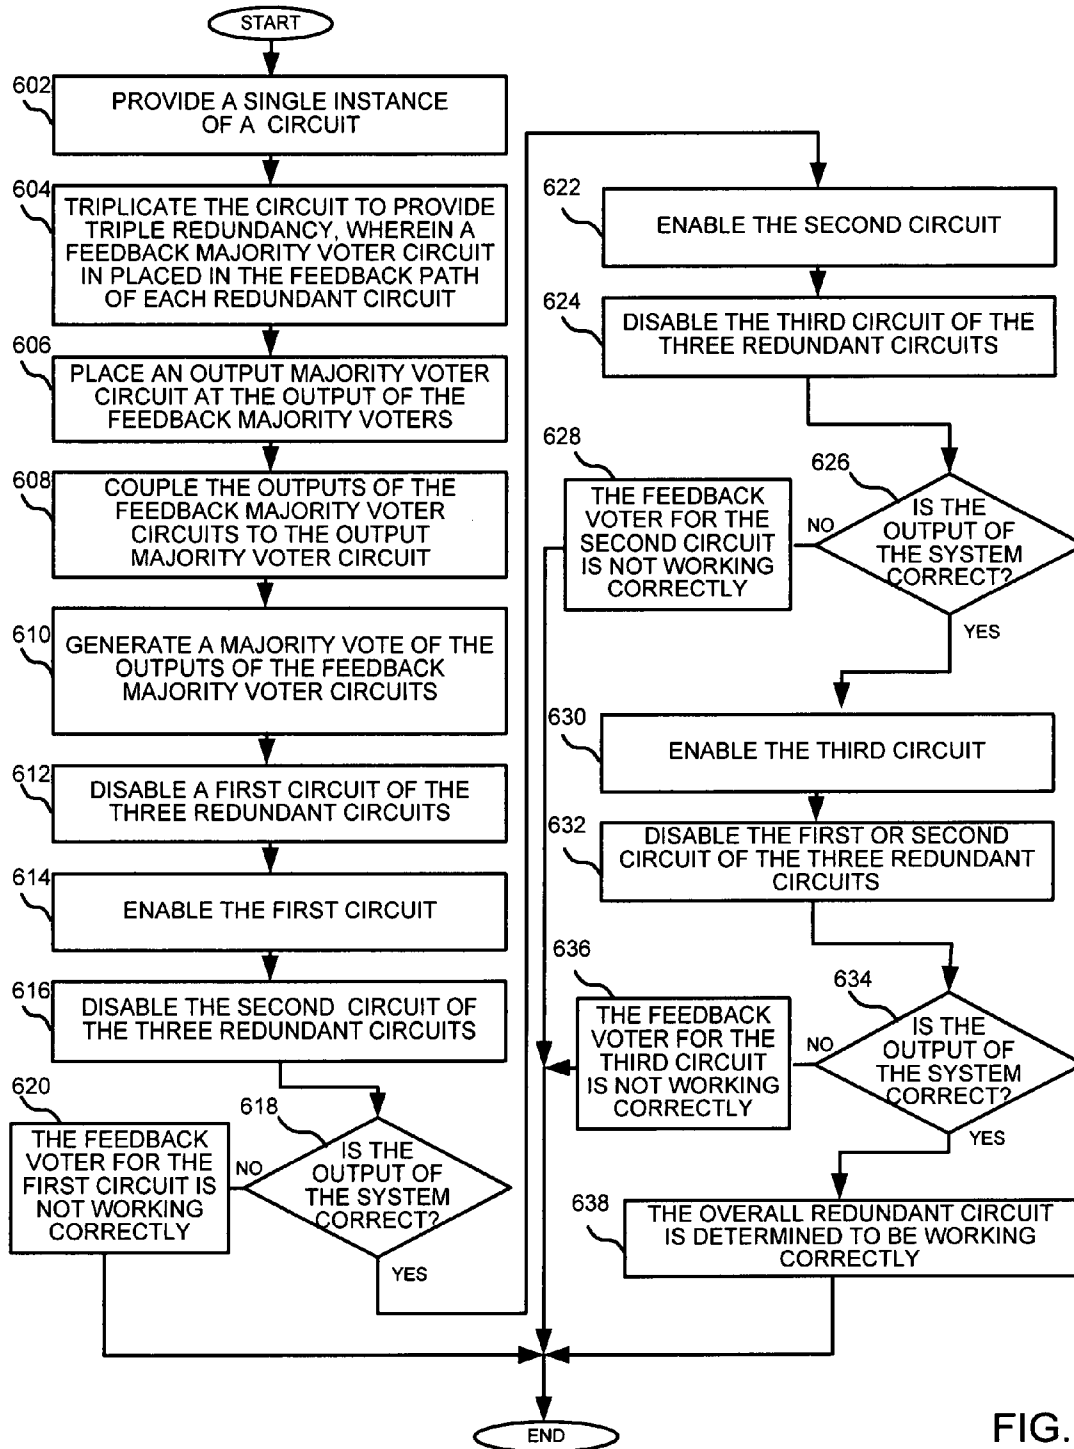 START
602
PROVIDE A SINGLE INSTANCE
OF A CIRCUIT
604
TRIPLICATE THE CIRCUIT TO PROVIDE
TRIPLE REDUNDANCY, WHEREIN A
FEEDBACK MAJORITY VOTER CIRCUIT
IN PLACED IN THE FEEDBACK PATH
OF EACH REDUNDANT CIRCUIT
606
PLACE AN OUTPUT MAJORITY VOTER
CIRCUIT AT THE OUTPUT OF THE
FEEDBACK MAJORITY VOTERS
608
COUPLE THE OUTPUTS OF THE
FEEDBACK MAJORITY VOTER
CIRCUITS TO THE OUTPUT
MAJORITY VOTER CIRCUIT
610
GENERATE A MAJORITY VOTE OF THE
OUTPUTS OF THE FEEDBACK
MAJORITY VOTER CIRCUITS
612
DISABLE A FIRST CIRCUIT OF THE
THREE REDUNDANT CIRCUITS
614
ENABLE THE FIRST CIRCUIT
616
DISABLE THE SECOND CIRCUIT OF
THE THREE REDUNDANT CIRCUITS
618
IS THE
OUTPUT OF
THE SYSTEM
CORRECT?
NO
YES
620
THE FEEDBACK
VOTER FOR THE
FIRST CIRCUIT IS
NOT WORKING
CORRECTLY
622
ENABLE THE SECOND CIRCUIT
624
DISABLE THE THIRD CIRCUIT OF THE
THREE REDUNDANT CIRCUITS
626
IS THE
OUTPUT OF
THE SYSTEM
CORRECT?
NO
YES
628
THE FEEDBACK
VOTER FOR THE
SECOND CIRCUIT
IS NOT WORKING
CORRECTLY
630
ENABLE THE THIRD CIRCUIT
632
DISABLE THE FIRST OR SECOND
CIRCUIT OF THE THREE REDUNDANT
CIRCUITS
634
IS THE
OUTPUT OF
THE SYSTEM
CORRECT?
NO
YES
636
THE FEEDBACK
VOTER FOR THE
THIRD CIRCUIT
IS NOT WORKING
CORRECTLY
638
THE OVERALL REDUNDANT CIRCUIT
IS DETERMINED TO BE WORKING
CORRECTLY
END
FIG.